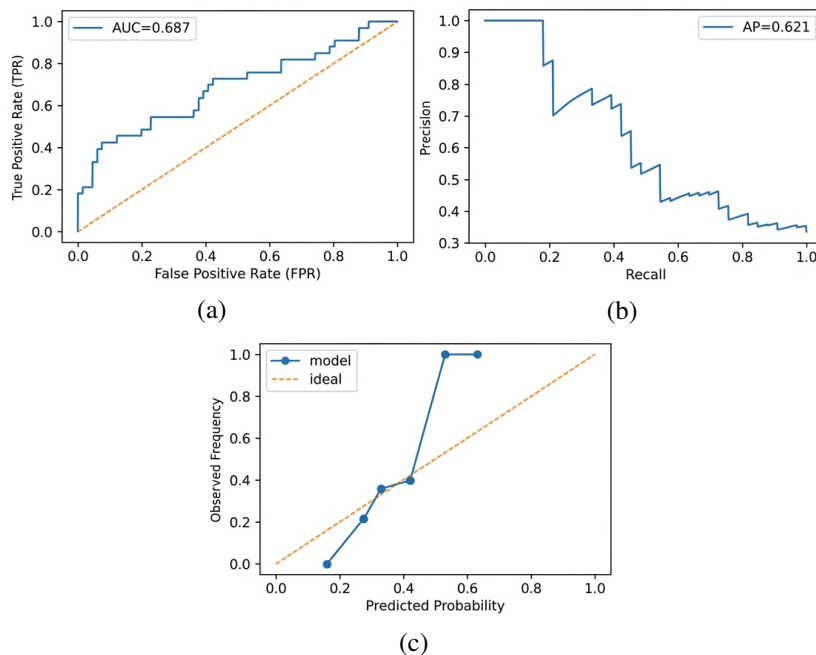 AUC=0.687
True Positive Rate (TPR)
1.0
0.8
0.6
0.4
0.2
0.0
0.0 0.2 0.4 0.6 0.8 1.0
False Positive Rate (FPR)
(a)
AP=0.621
Precision
1.0
0.9
0.8
0.7
0.6
0.5
0.4
0.3
0.0 0.2 0.4 0.6 0.8 1.0
Recall
(b)
model
ideal
Observed Frequency
1.0
0.8
0.6
0.4
0.2
0.0
0.0 0.2 0.4 0.6 0.8 1.0
Predicted Probability
(c)